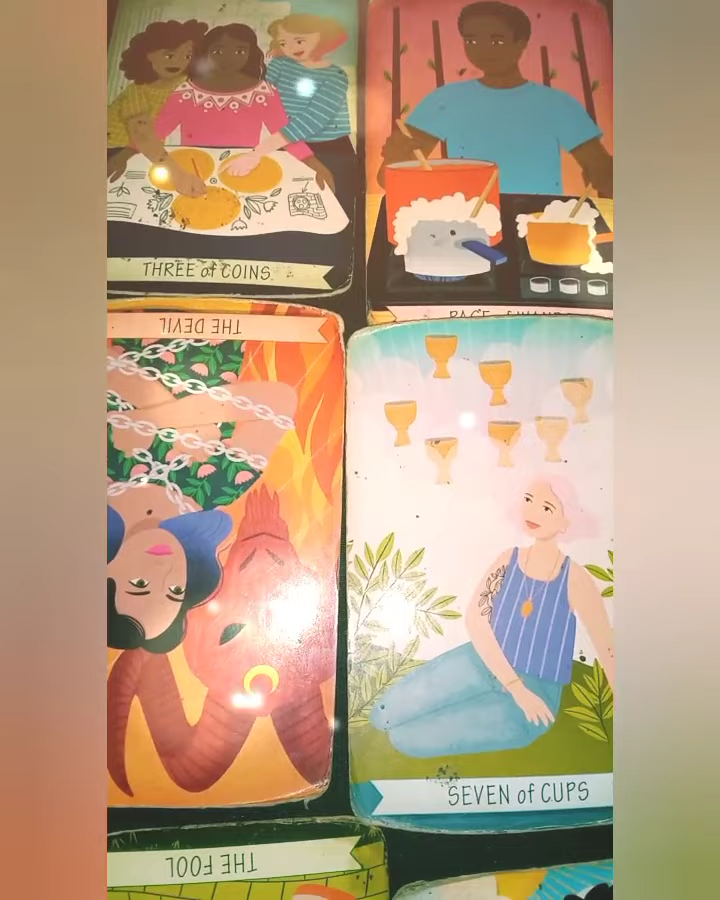 THREE of COINS
THE DEVIL
SEVEN of CUPS
THE FOOL